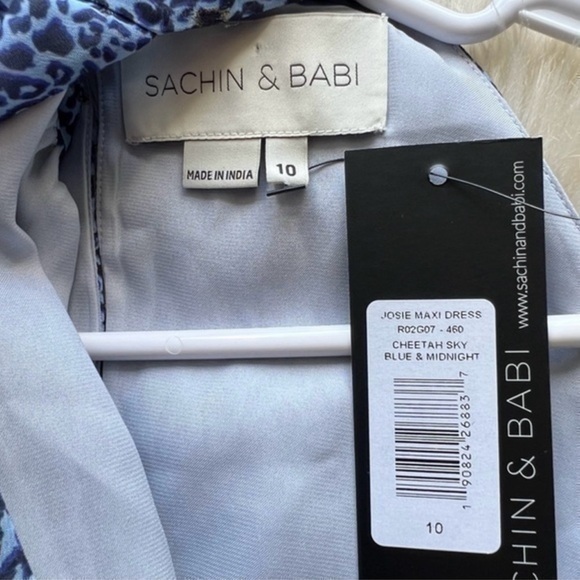 SACHIN & BABI
MADE IN INDIA
10
www.sachinandbabi.com
JOSIE MAXI DRESS
R02G07 - 460
CHEETAH SKY
BLUE & MIDNIGHT
1 90824 26883 7
10
CHIN & BABI